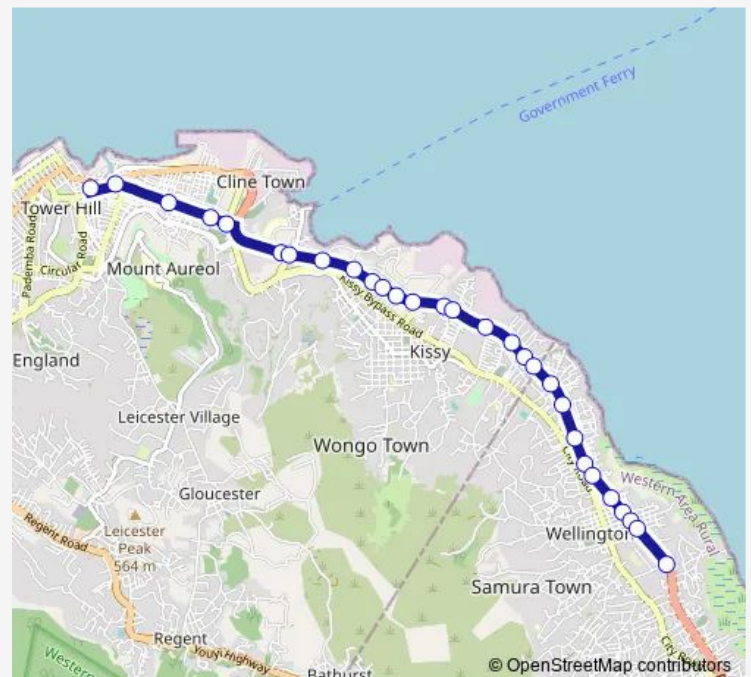 Government Ferry
Cline Town
Tower Hill
Pademba Road
Circular Road
Mount Aureol
Kissy Bypass Road
England
Kissy
Leicester Village
Wongo Town
City Road
Gloucester
Western Area Rural
Regent Road
Leicester
Peak
564 m
Wellington
Samura Town
Regent
Youyi Highway
Western
Bathurst
© OpenStreetMap contributors